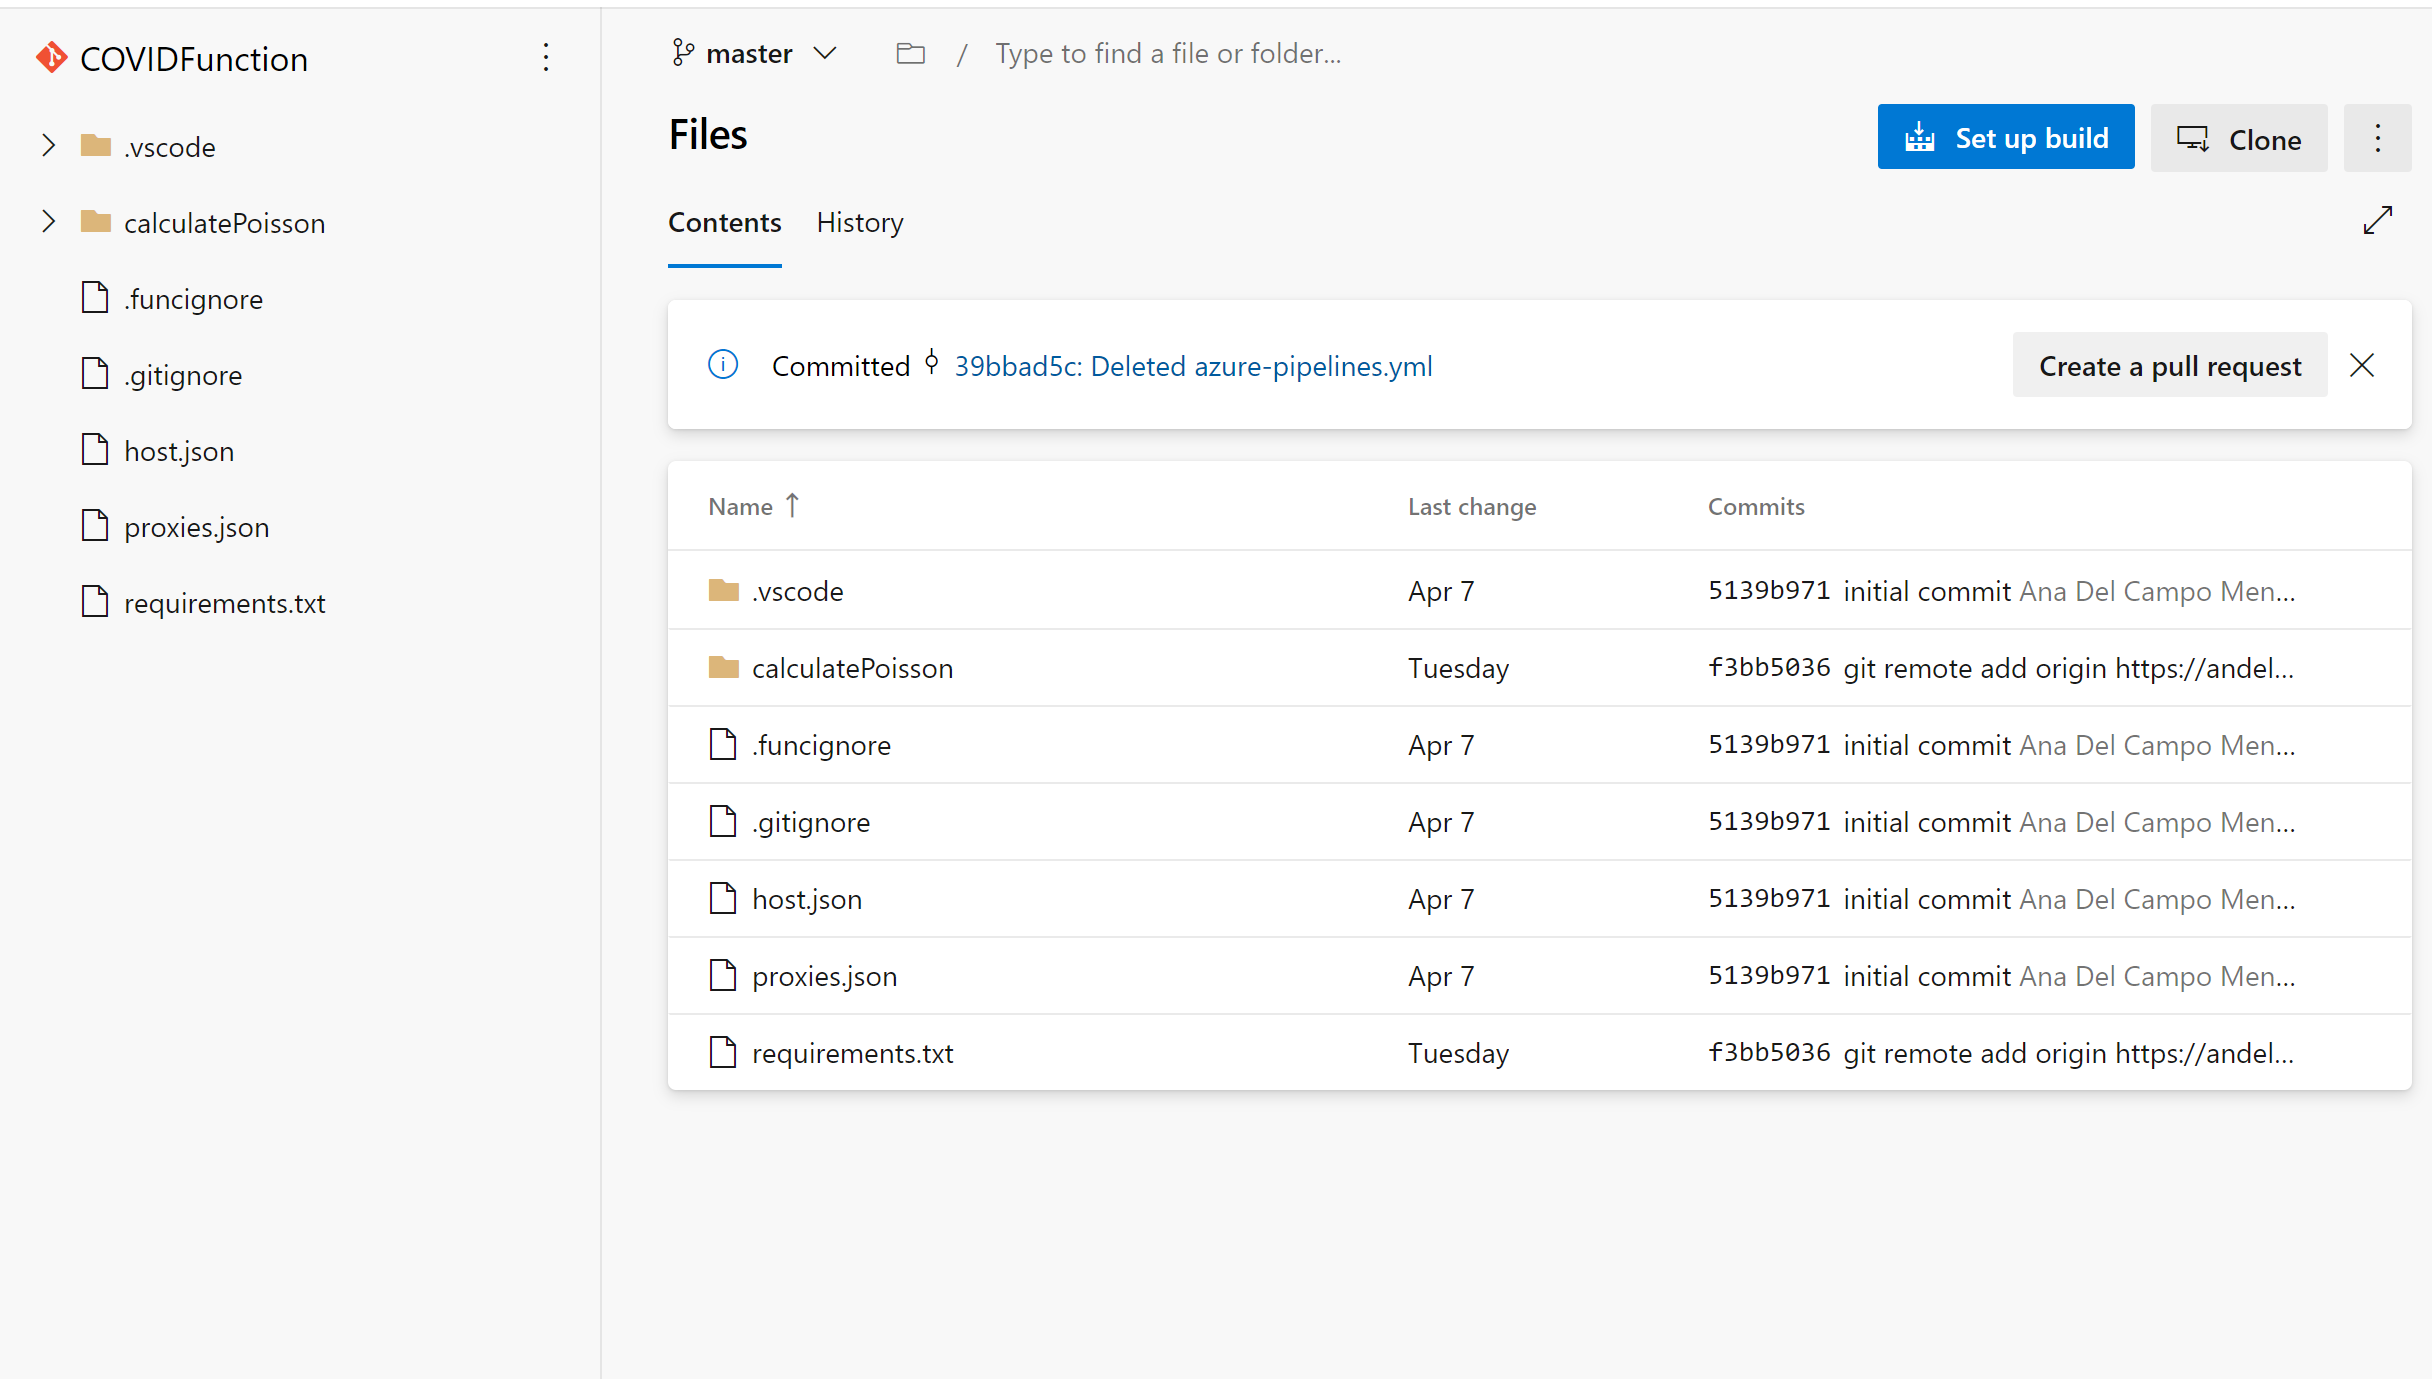 COVIDFunction
.vscode
calculatePoisson
.funcignore
.gitignore
host.json
proxies.json
requirements.txt
master / Type to find a file or folder...
Files
Set up build
Clone
Contents History
Committed 39bbad5c: Deleted azure-pipelines.yml Create a pull request
Name Last change Commits
.vscode Apr 7 5139b971 initial commit Ana Del Campo Men...
calculatePoisson Tuesday f3bb5036 git remote add origin https://andel...
.funcignore Apr 7 5139b971 initial commit Ana Del Campo Men...
.gitignore Apr 7 5139b971 initial commit Ana Del Campo Men...
host.json Apr 7 5139b971 initial commit Ana Del Campo Men...
proxies.json Apr 7 5139b971 initial commit Ana Del Campo Men...
requirements.txt Tuesday f3bb5036 git remote add origin https://andel...